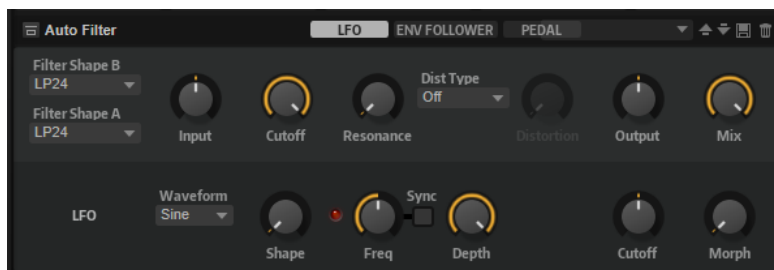 Auto Filter
LFO
ENV FOLLOWER
PEDAL
Filter Shape B
LP24
Filter Shape A
LP24
Input
Cutoff
Resonance
Dist Type
Off
Distortion
Output
Mix
LFO
Waveform
Sine
Shape
Freq
Sync
Depth
Cutoff
Morph